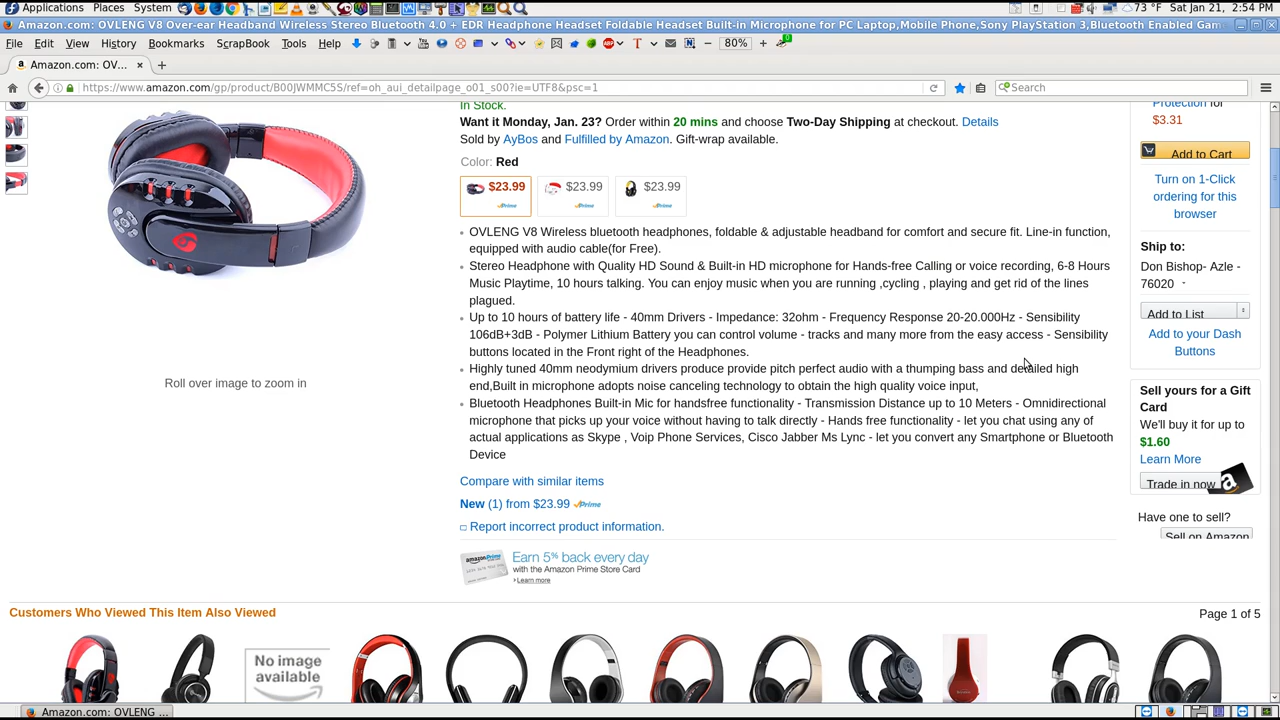 Applications Places System 73 °F Sat Jan 21, 2:54 PM
Amazon.com: OVLENG V8 Over-ear Headband Wireless Stereo Bluetooth 4.0 + EDR Headphone Headset Foldable Headset Built-in Microphone for PC Laptop,Mobile Phone,Sony PlayStation 3,Bluetooth Enabled Gam
File Edit View History Bookmarks ScrapBook Tools Help 80%
Amazon.com: OV...
https://www.amazon.com/gp/product/B00JWMMC5S/ref=oh_aui_detailpage_o01_s00?ie=UTF8&psc=1
Search
In Stock.
Want it Monday, Jan. 23? Order within 20 mins and choose Two-Day Shipping at checkout. Details
Sold by AyBos and Fulfilled by Amazon. Gift-wrap available.
Color: Red
$23.99 $23.99 $23.99
Prime Prime Prime
OVLENG V8 Wireless bluetooth headphones, foldable & adjustable headband for comfort and secure fit. Line-in function,
equipped with audio cable(for Free).
Stereo Headphone with Quality HD Sound & Built-in HD microphone for Hands-free Calling or voice recording, 6-8 Hours
Music Playtime, 10 hours talking. You can enjoy music when you are running ,cycling , playing and get rid of the lines
plagued.
Up to 10 hours of battery life - 40mm Drivers - Impedance: 32ohm - Frequency Response 20-20.000Hz - Sensibility
106dB+3dB - Polymer Lithium Battery you can control volume - tracks and many more from the easy access - Sensibility
buttons located in the Front right of the Headphones.
Highly tuned 40mm neodymium drivers produce provide pitch perfect audio with a thumping bass and detailed high
end,Built in microphone adopts noise canceling technology to obtain the high quality voice input,
Bluetooth Headphones Built-in Mic for handsfree functionality - Transmission Distance up to 10 Meters - Omnidirectional
microphone that picks up your voice without having to talk directly - Hands free functionality - let you chat using any of
actual applications as Skype , Voip Phone Services, Cisco Jabber Ms Lync - let you convert any Smartphone or Bluetooth
Device
Compare with similar items
New (1) from $23.99 Prime
Report incorrect product information.
amazonPrime
Earn 5% back every day
with the Amazon Prime Store Card
Learn more
Roll over image to zoom in
Protection for
$3.31
Add to Cart
Turn on 1-Click
ordering for this
browser
Ship to:
Don Bishop- Azle -
76020 -
Add to List
Add to your Dash
Buttons
Sell yours for a Gift
Card
We'll buy it for up to
$1.60
Learn More
Trade in now
Have one to sell?
Sell on Amazon
Customers Who Viewed This Item Also Viewed
Page 1 of 5
No image
available
Amazon.com: OVLENG ...